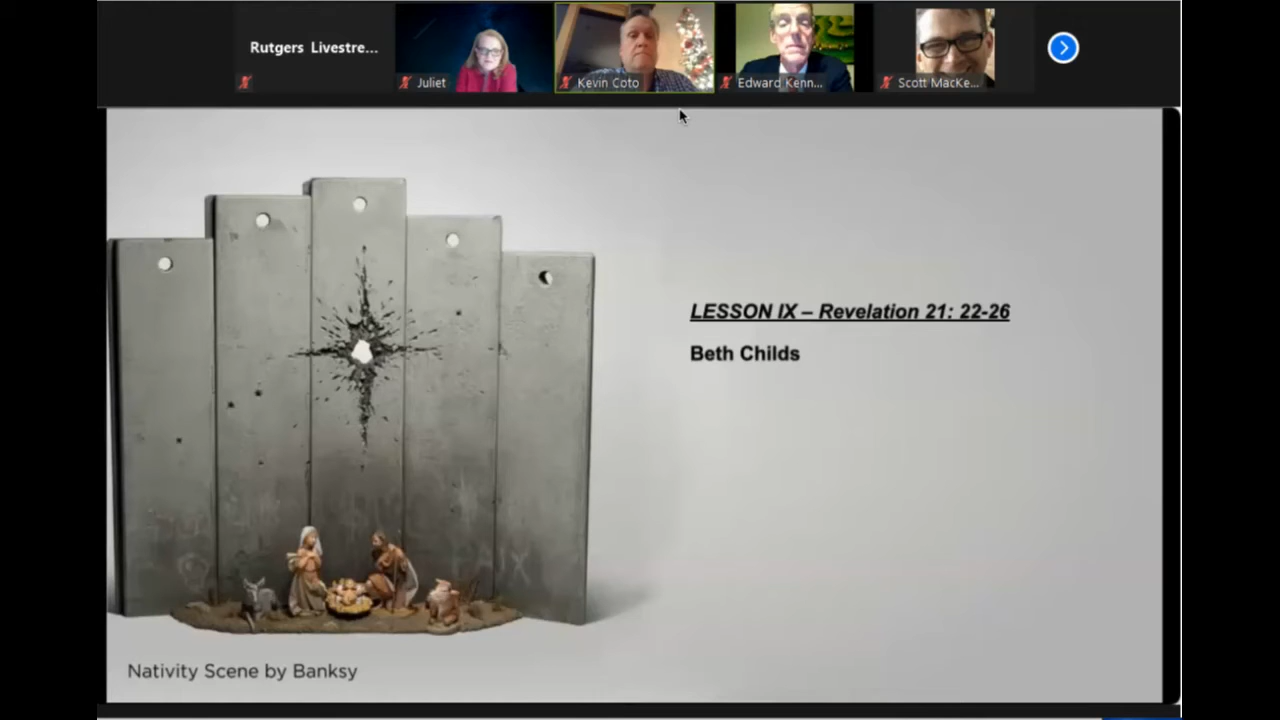 Rutgers Livestre...
Juliet
Kevin Coto
Edward Kenn...
Scott MacKe...
LESSON IX – Revelation 21: 22-26
Beth Childs
Nativity Scene by Banksy